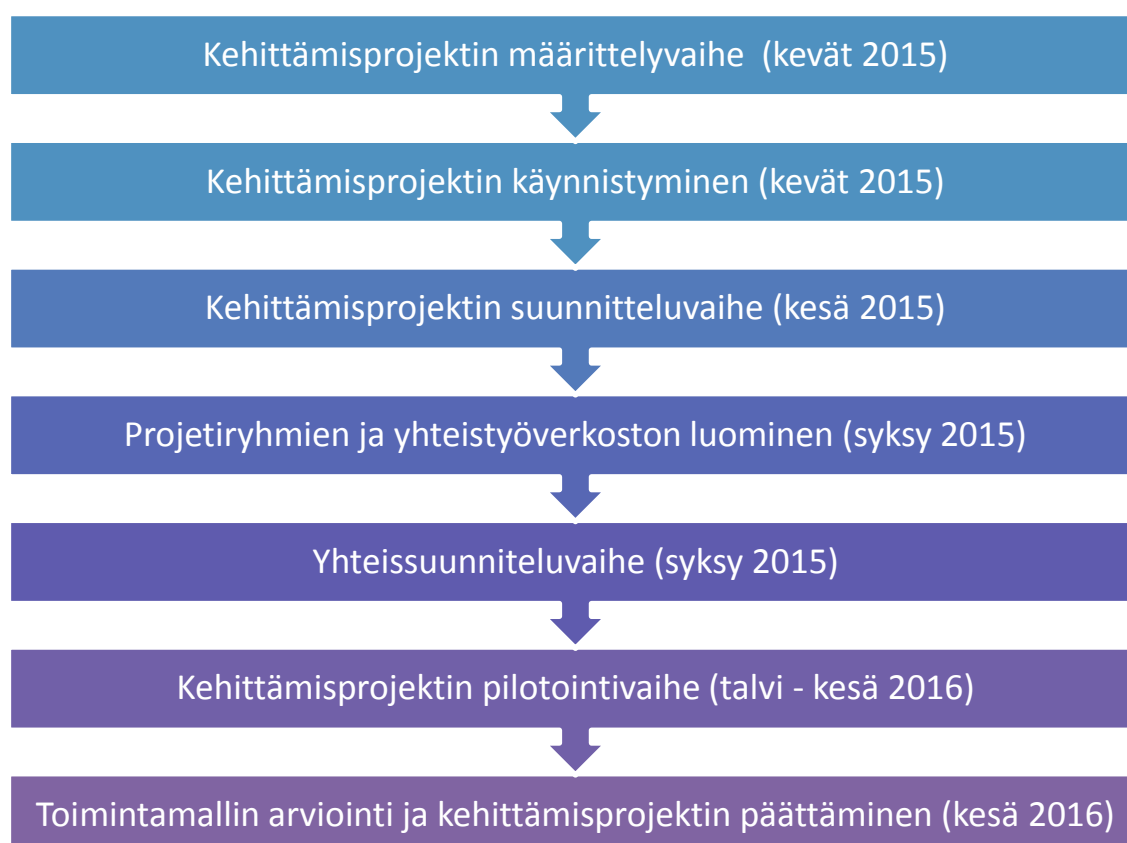 Kehittämisprojektin määrittelyvaihe (kevät 2015)
Kehittämisprojektin käynnistyminen (kevät 2015)
Kehittämisprojektin suunnitteluvaihe (kesä 2015)
Projetiryhmien ja yhteistyöverkoston luominen (syksy 2015)
Yhteissuunniteluvaihe (syksy 2015)
Kehittämisprojektin pilotointivaihe (talvi - kesä 2016)
Toimintamallin arviointi ja kehittämisprojektin päättäminen (kesä 2016)